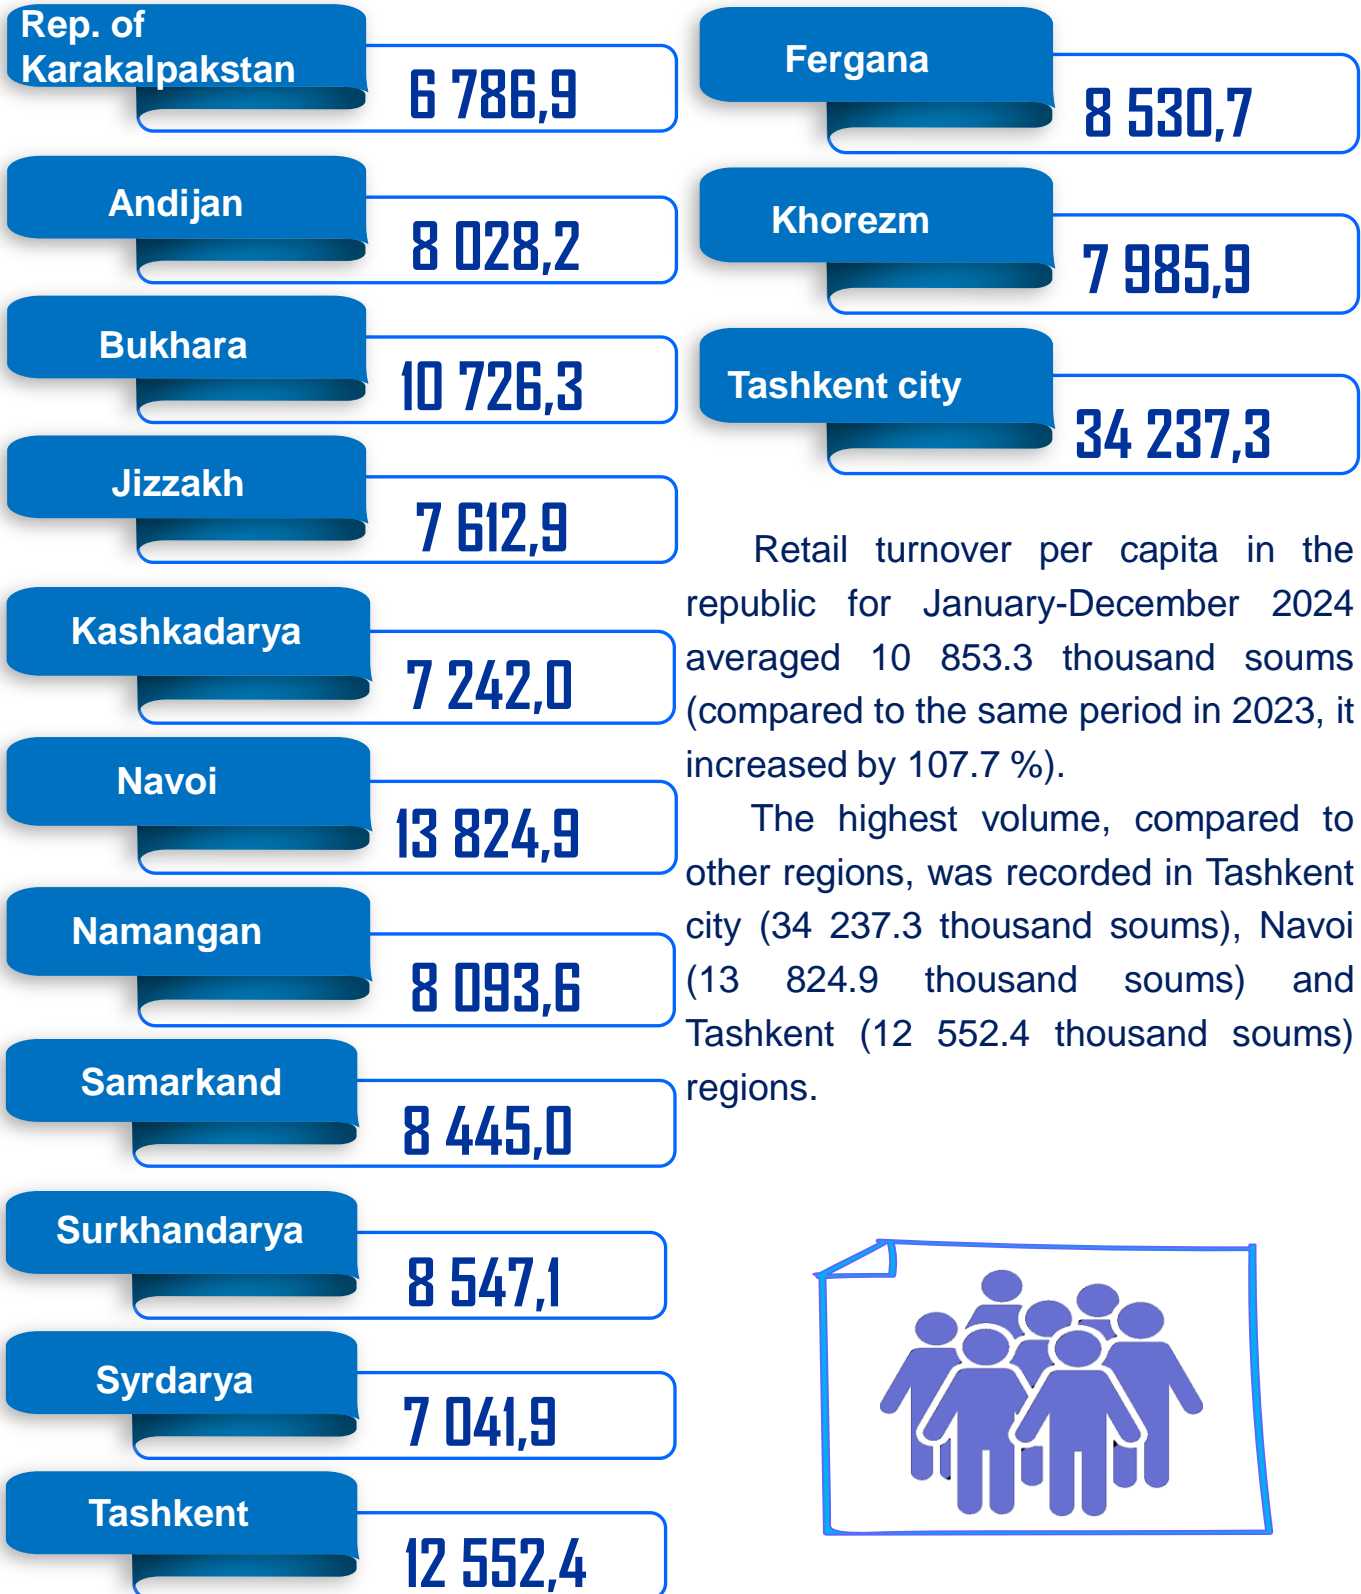 Rep. of
Karakalpakstan
6 786,9
Andijan
8 028,2
Bukhara
10 726,3
Jizzakh
7 612,9
Kashkadarya
7 242,0
Navoi
13 824,9
Namangan
8 093,6
Samarkand
8 445,0
Surkhandarya
8 547,1
Syrdarya
7 041,9
Tashkent
12 552,4
Fergana
8 530,7
Khorezm
7 985,9
Tashkent city
34 237,3
Retail turnover per capita in the
republic for January-December 2024
averaged 10 853.3 thousand soums
(compared to the same period in 2023, it
increased by 107.7 %).
The highest volume, compared to
other regions, was recorded in Tashkent
city (34 237.3 thousand soums), Navoi
(13 824.9 thousand soums) and
Tashkent (12 552.4 thousand soums)
regions.